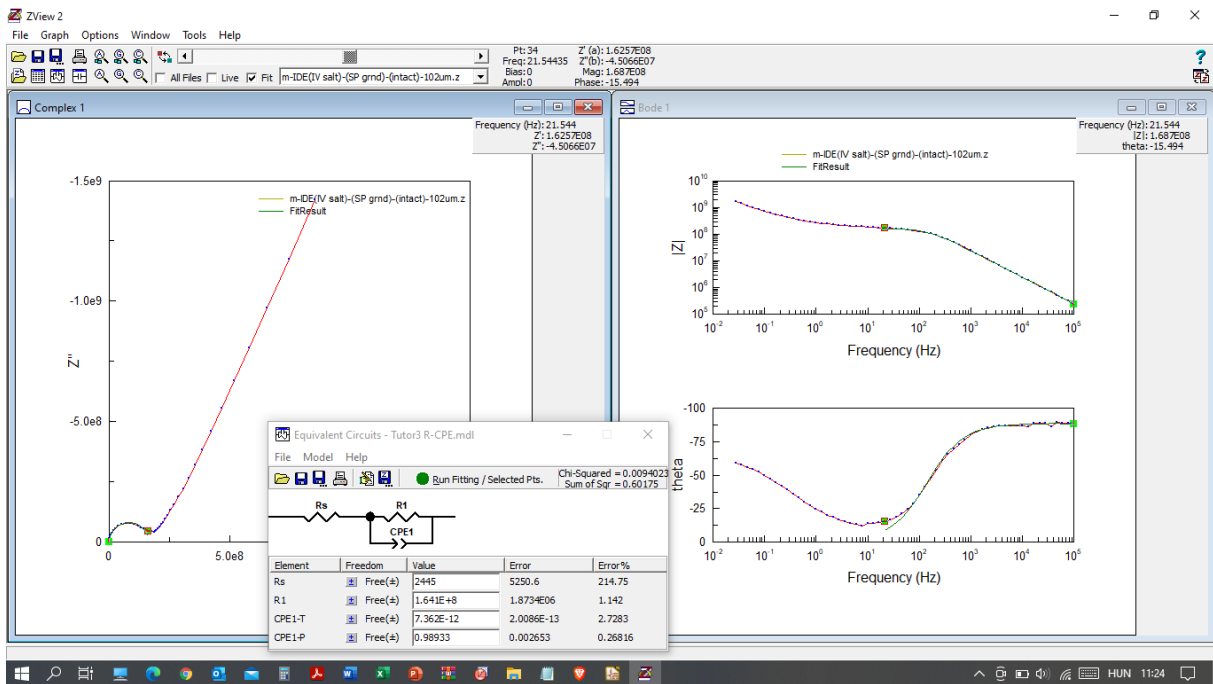 ZView 2
File Graph Options Window Tools Help
Pt: 34 Z' (a): 1.6257E08
Freq: 21.54435 Z''(b): -4.5066E07
Bias: 0 Mag: 1.687E08
Ampl: 0 Phase: -15.494
All Files Live Fit m-IDE(IV salt)-(SP grnd)-(intact)-102um.z
Complex 1
Frequency (Hz): 21.544
Z': 1.6257E08
Z'': -4.5066E07
m-IDE(IV salt)-(SP grnd)-(intact)-102um.z
FitResult
-1.5e9
-1.0e9
-5.0e8
0
Z''
0 5.0e8
Bode 1
Frequency (Hz): 21.544
|Z|: 1.687E08
theta: -15.494
m-IDE(IV salt)-(SP grnd)-(intact)-102um.z
FitResult
10^10
10^9
10^8
10^7
10^6
10^5
|Z|
10^-2 10^-1 10^0 10^1 10^2 10^3 10^4 10^5
Frequency (Hz)
-100
-75
-50
-25
0
theta
10^-2 10^-1 10^0 10^1 10^2 10^3 10^4 10^5
Frequency (Hz)
Equivalent Circuits - Tutor3 R-CPE.mdl
File Model Help
Run Fitting / Selected Pts. Chi-Squared = 0.0094023
Sum of Sqr = 0.60175
Rs R1
CPE1
Element Freedom Value Error Error%
Rs Free(±) 2445 5250.6 214.75
R1 Free(±) 1.641E+8 1.8734E06 1.142
CPE1-T Free(±) 7.362E-12 2.0086E-13 2.7283
CPE1-P Free(±) 0.98933 0.002653 0.26816
HUN 11:24